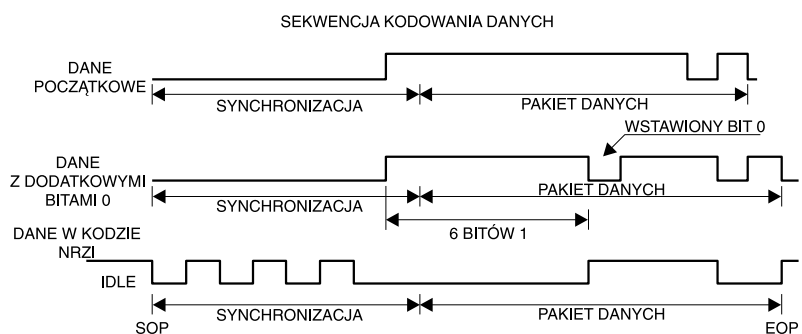 SEKWENCJA KODOWANIA DANYCH
DANE
POCZĄTKOWE
SYNCHRONIZACJA
PAKIET DANYCH
WSTAWIONY BIT 0
DANE
Z DODATKOWYMI
BITAMI 0
SYNCHRONIZACJA
PAKIET DANYCH
6 BITÓW 1
DANE W KODZIE
NRZI
IDLE
SYNCHRONIZACJA
PAKIET DANYCH
SOP
EOP